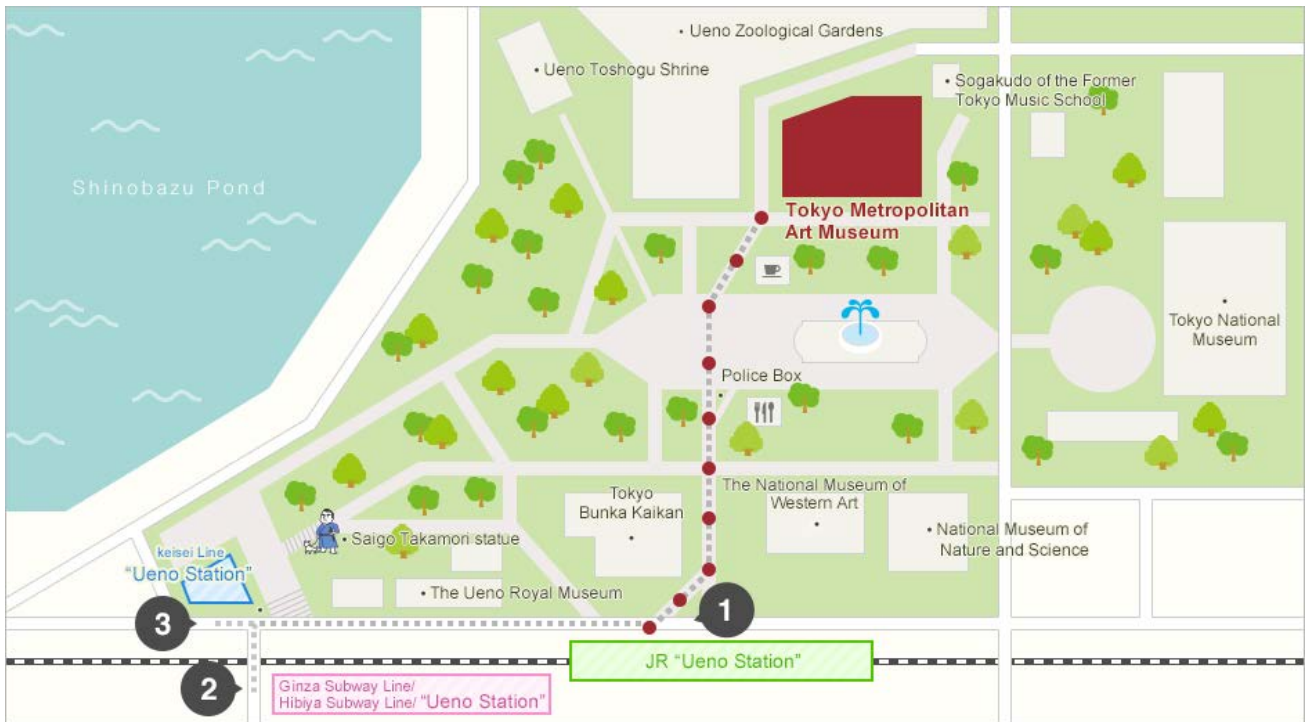 Ueno Zoological Gardens
Ueno Toshogu Shrine
Sogakudo of the Former
Tokyo Music School
Shinobazu Pond
Tokyo Metropolitan
Art Museum
Tokyo National
Museum
Police Box
The National Museum of
Western Art
Tokyo
Bunka Kaikan
National Museum of
Nature and Science
Saigo Takamori statue
keisei Line
"Ueno Station"
The Ueno Royal Museum
1
3
JR "Ueno Station"
2
Ginza Subway Line/
Hibiya Subway Line/ "Ueno Station"